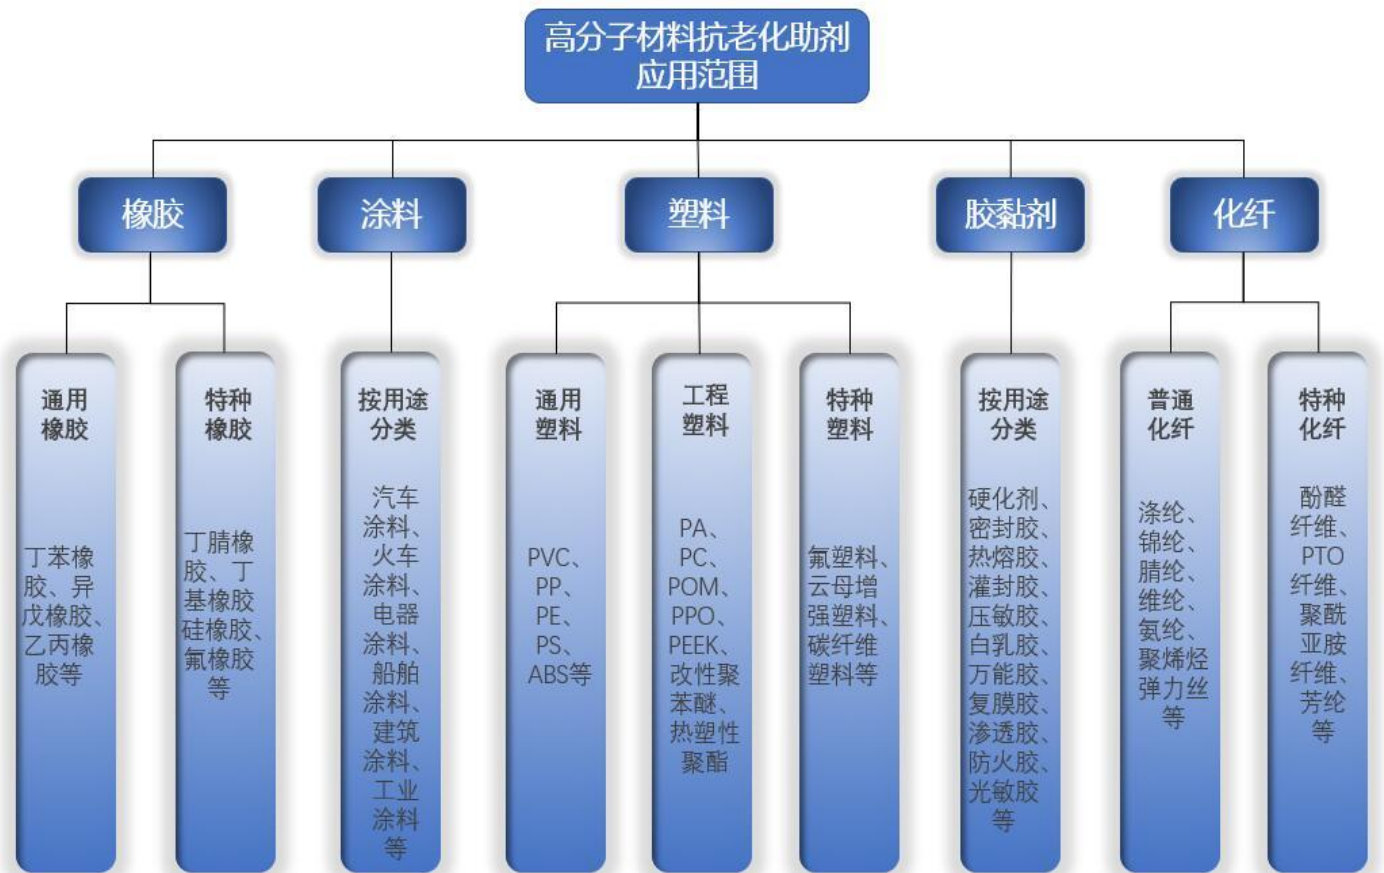 高分子材料抗老化助剂
应用范围
橡胶
涂料
塑料
胶黏剂
化纤
通用
橡胶
丁苯橡
胶、异
戊橡胶、
乙丙橡
胶等
特种
橡胶
丁腈橡
胶、丁
基橡胶
硅橡胶、
氟橡胶
等
按用途
分类
汽车
涂料、
火车
涂料、
电器
涂料、
船舶
涂料、
建筑
涂料、
工业
涂料
等
通用
塑料
PVC、
PP、
PE、
PS、
ABS等
工程
塑料
PA、
PC、
POM、
PPO、
PEEK、
改性聚
苯醚、
热塑性
聚酯
特种
塑料
氟塑料、
云母增
强塑料、
碳纤维
塑料等
按用途
分类
硬化剂、
密封胶、
热熔胶、
灌封胶、
压敏胶、
白乳胶、
万能胶、
复膜胶、
渗透胶、
防火胶、
光敏胶
等
普通
化纤
涤纶、
锦纶、
腈纶、
维纶、
氨纶、
聚烯烃
弹力丝
等
特种
化纤
酚醛
纤维、
PTO
纤维、
聚酰
亚胺
纤维、
芳纶
等